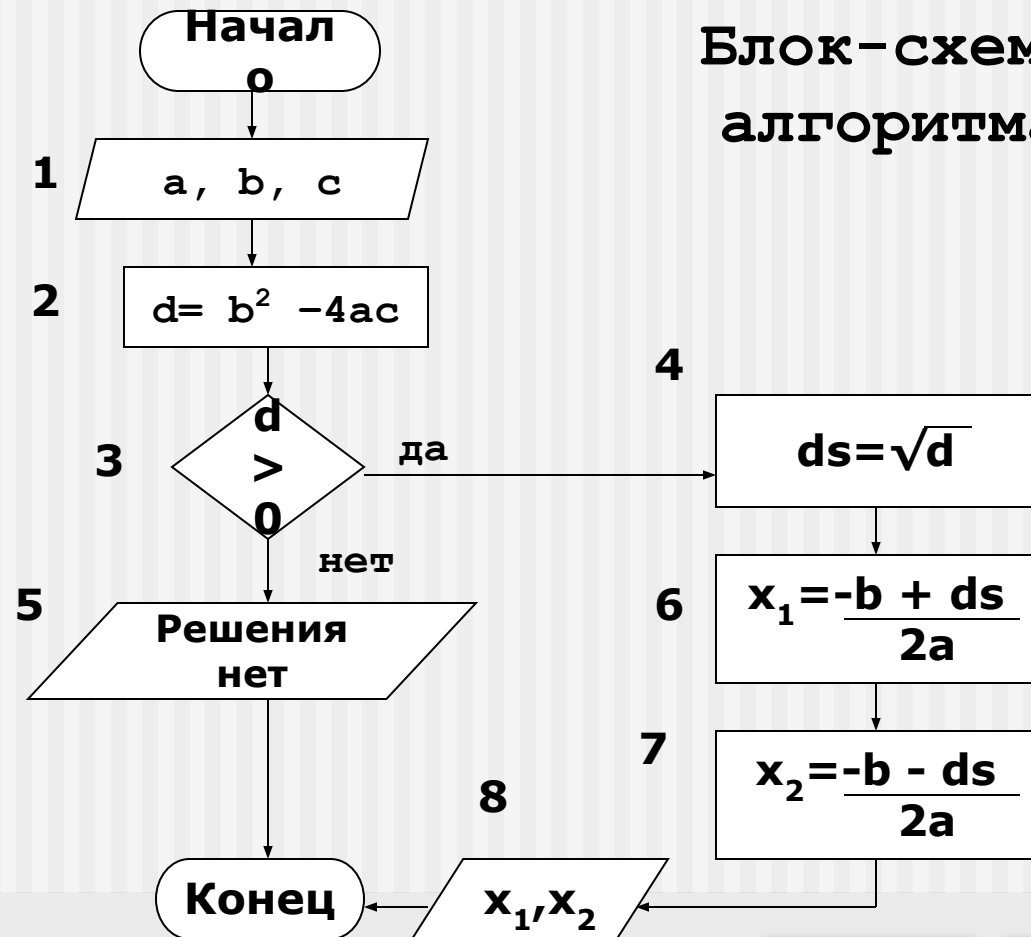 Начал
о
Блок-схем
алгоритма
1
a, b, c
2
d= b² -4ac
3
d
>
0
да
нет
4
ds=√d
5
Решения
нет
6
x₁=-b + ds
2a
7
x₂=-b - ds
2a
8
x₁,x₂
Конец